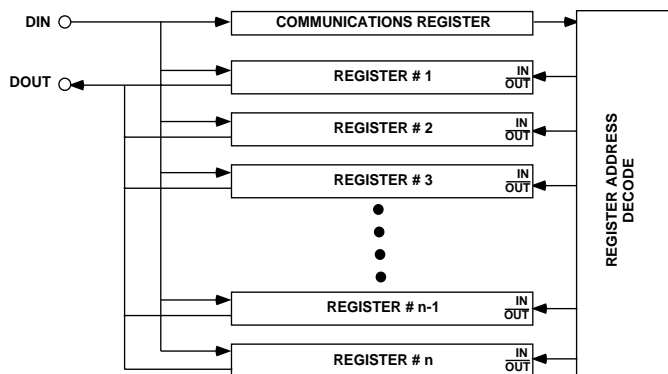 DIN
COMMUNICATIONS REGISTER
DOUT
REGISTER # 1
IN
OUT
REGISTER # 2
IN
OUT
REGISTER # 3
IN
OUT
REGISTER # n-1
IN
OUT
REGISTER # n
IN
OUT
REGISTER ADDRESS
DECODE